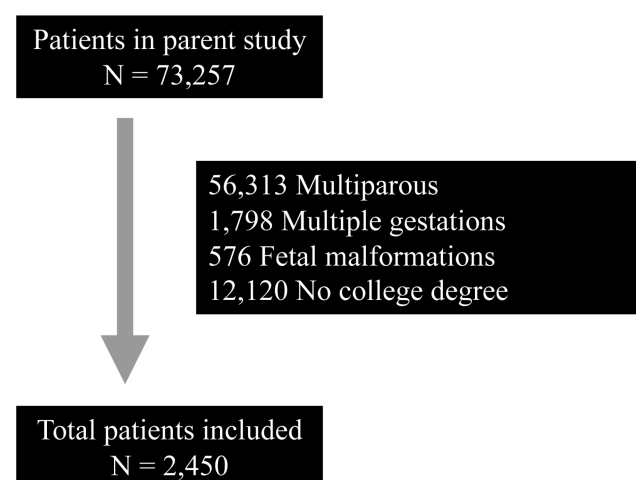 Patients in parent study
N = 73,257
56,313 Multiparous
1,798 Multiple gestations
576 Fetal malformations
12,120 No college degree
Total patients included
N = 2,450